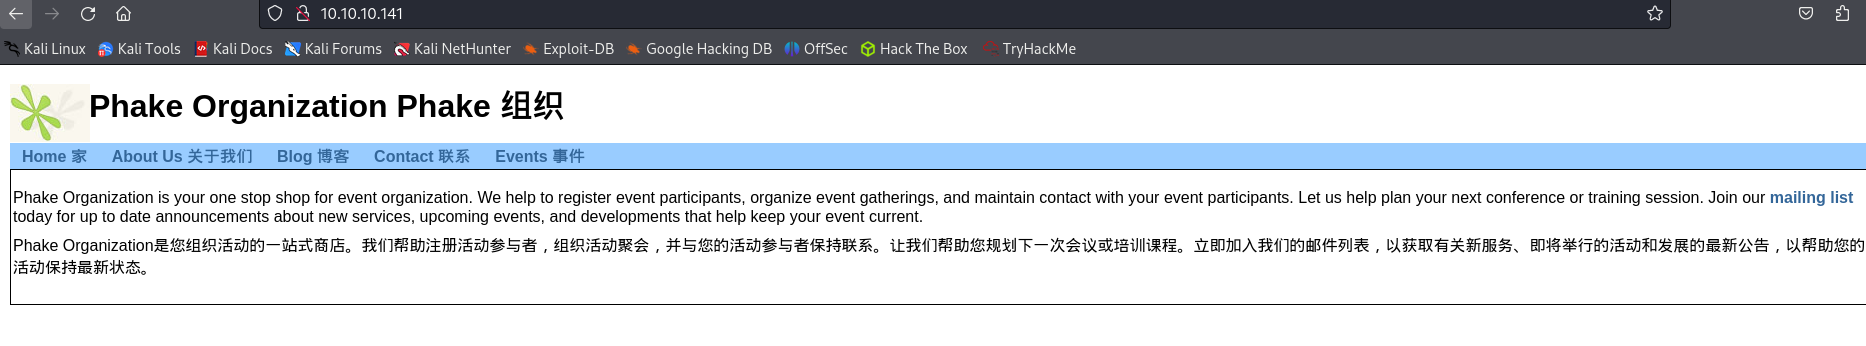 10.10.10.141
Kali Linux Kali Tools Kali Docs Kali Forums Kali NetHunter Exploit-DB Google Hacking DB OffSec Hack The Box TryHackMe
Phake Organization Phake 组织
Home 家 About Us 关于我们 Blog 博客 Contact 联系 Events 事件
Phake Organization is your one stop shop for event organization. We help to register event participants, organize event gatherings, and maintain contact with your event participants. Let us help plan your next conference or training session. Join our mailing list
today for up to date announcements about new services, upcoming events, and developments that help keep your event current.
Phake Organization是您组织活动的一站式商店。我们帮助注册活动参与者，组织活动聚会，并与您的活动参与者保持联系。让我们帮助您规划下一次会议或培训课程。立即加入我们的邮件列表，以获取有关新服务、即将举行的活动和发展的最新公告，以帮助您的
活动保持最新状态。